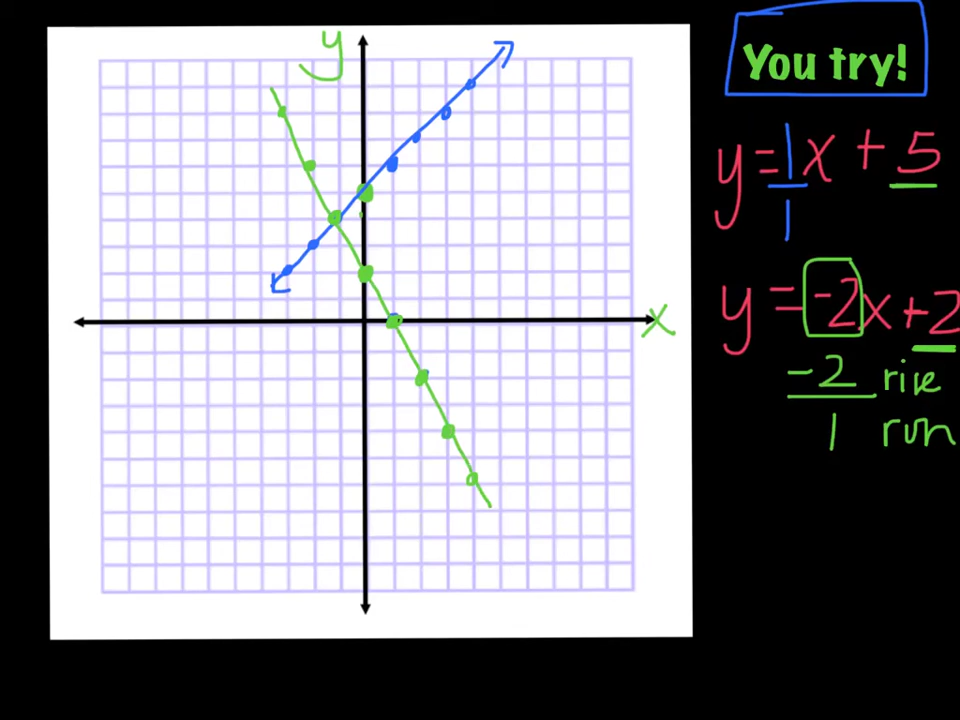 You try!
y
y = 1/1 x + 5
y = -2x + 2
x
-2 rise
1 run